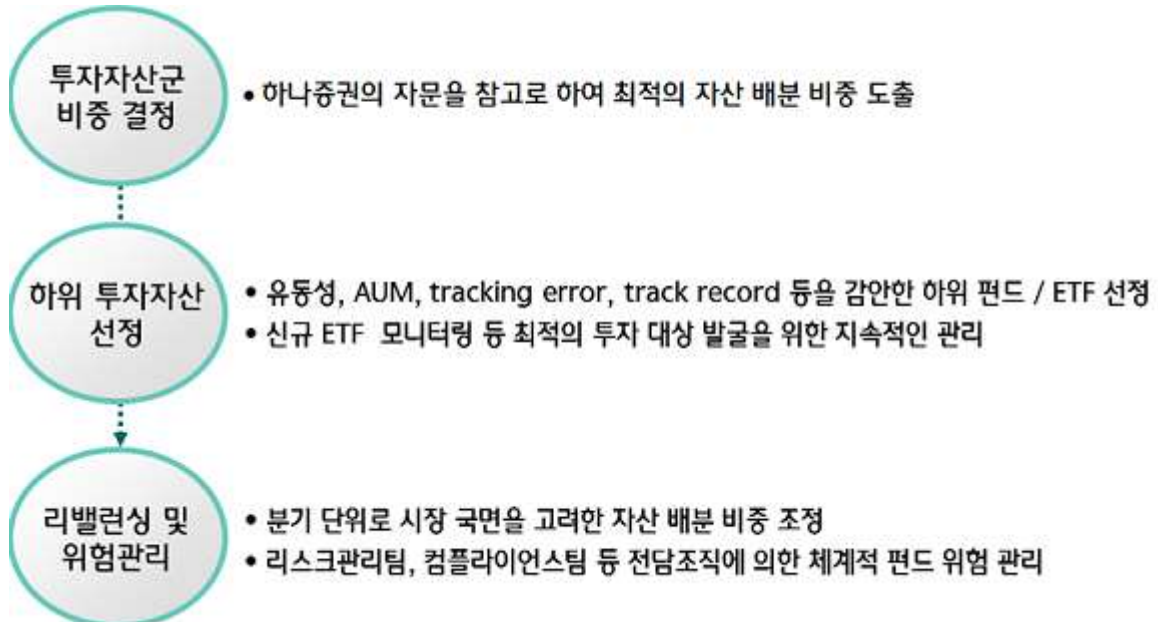 투자자산군
비중 결정
• 하나증권의 자문을 참고로 하여 최적의 자산 배분 비중 도출
하위 투자자산
선정
• 유동성, AUM, tracking error, track record 등을 감안한 하위 펀드 / ETF 선정
• 신규 ETF 모니터링 등 최적의 투자 대상 발굴을 위한 지속적인 관리
리밸런싱 및
위험관리
• 분기 단위로 시장 국면을 고려한 자산 배분 비중 조정
• 리스크관리팀, 컴플라이언스팀 등 전담조직에 의한 체계적 펀드 위험 관리